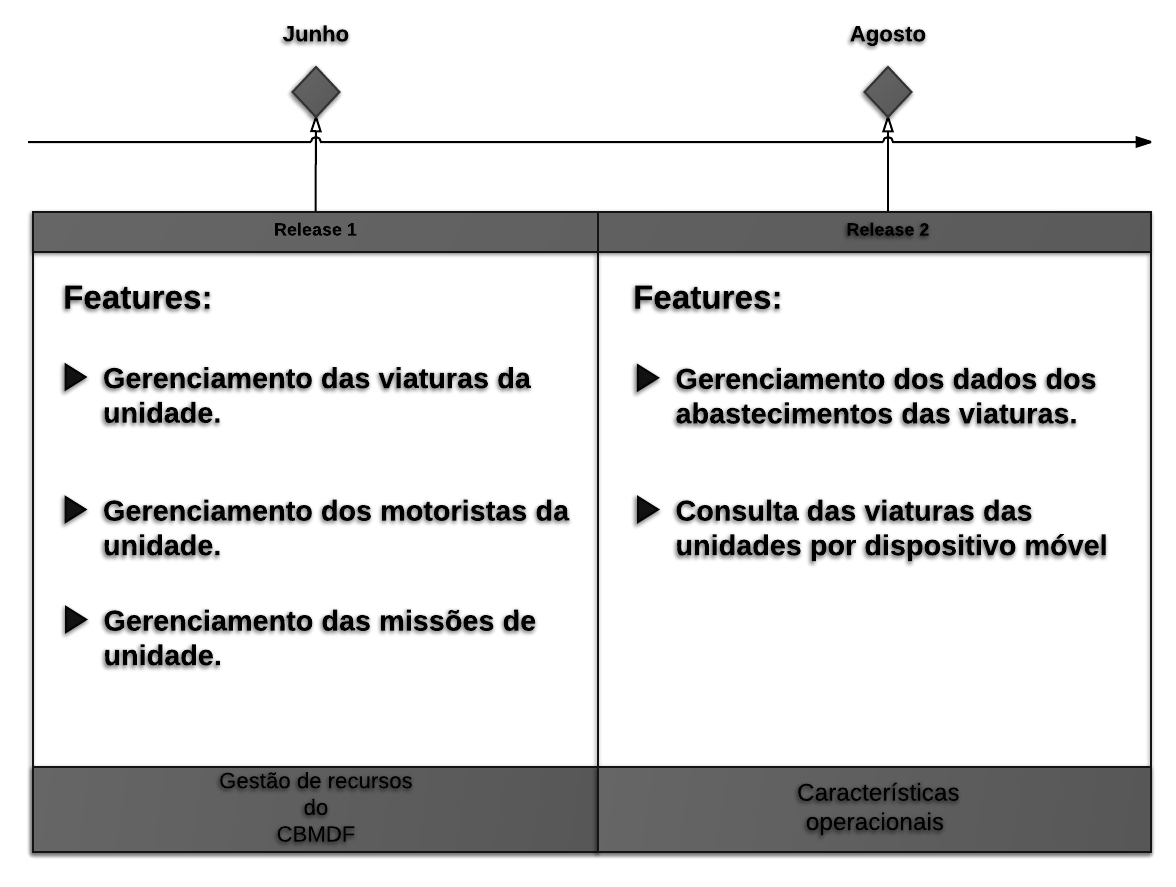 Junho
Agosto
Release 1
Release 2
Features:
Gerenciamento das viaturas da
unidade.
Gerenciamento dos motoristas da
unidade.
Gerenciamento das missões de
unidade.
Features:
Gerenciamento dos dados dos
abastecimentos das viaturas.
Consulta das viaturas das
unidades por dispositivo móvel
Gestão de recursos
do
CBMDF
Características
operacionais